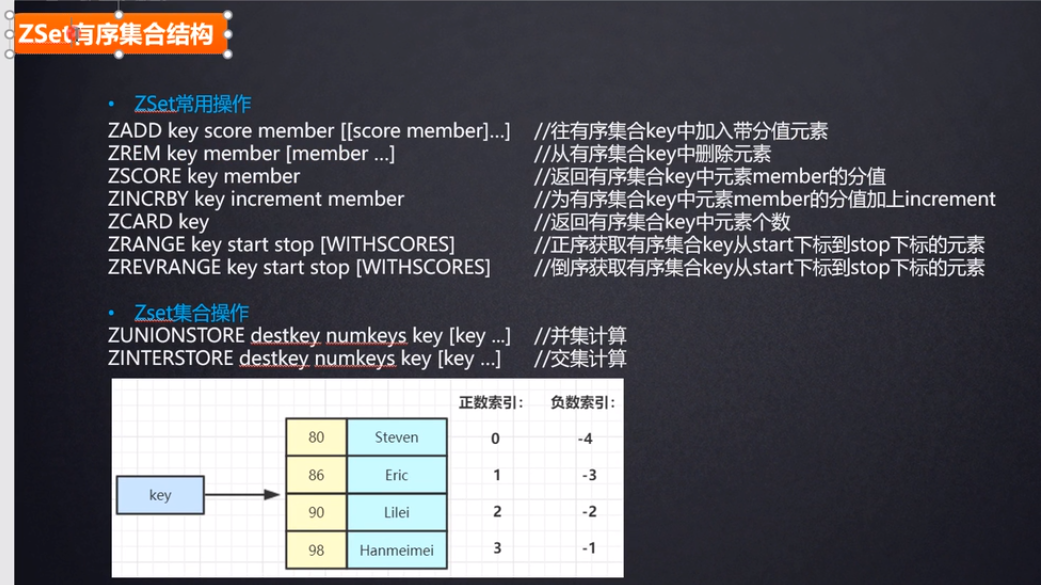 ZSet有序集合结构
• ZSet常用操作
ZADD key score member [[score member]…] //往有序集合key中加入带分值元素
ZREM key member [member …] //从有序集合key中删除元素
ZSCORE key member //返回有序集合key中元素member的分值
ZINCRBY key increment member //为有序集合key中元素member的分值加上increment
ZCARD key //返回有序集合key中元素个数
ZRANGE key start stop [WITHSCORES] //正序获取有序集合key从start下标到stop下标的元素
ZREVRANGE key start stop [WITHSCORES] //倒序获取有序集合key从start下标到stop下标的元素
• Zset集合操作
ZUNIONSTORE destkey numkeys key [key ...] //并集计算
ZINTERSTORE destkey numkeys key [key …] //交集计算
正数索引: 负数索引:
80 Steven 0 -4
86 Eric 1 -3
key
90 Lilei 2 -2
98 Hanmeimei 3 -1